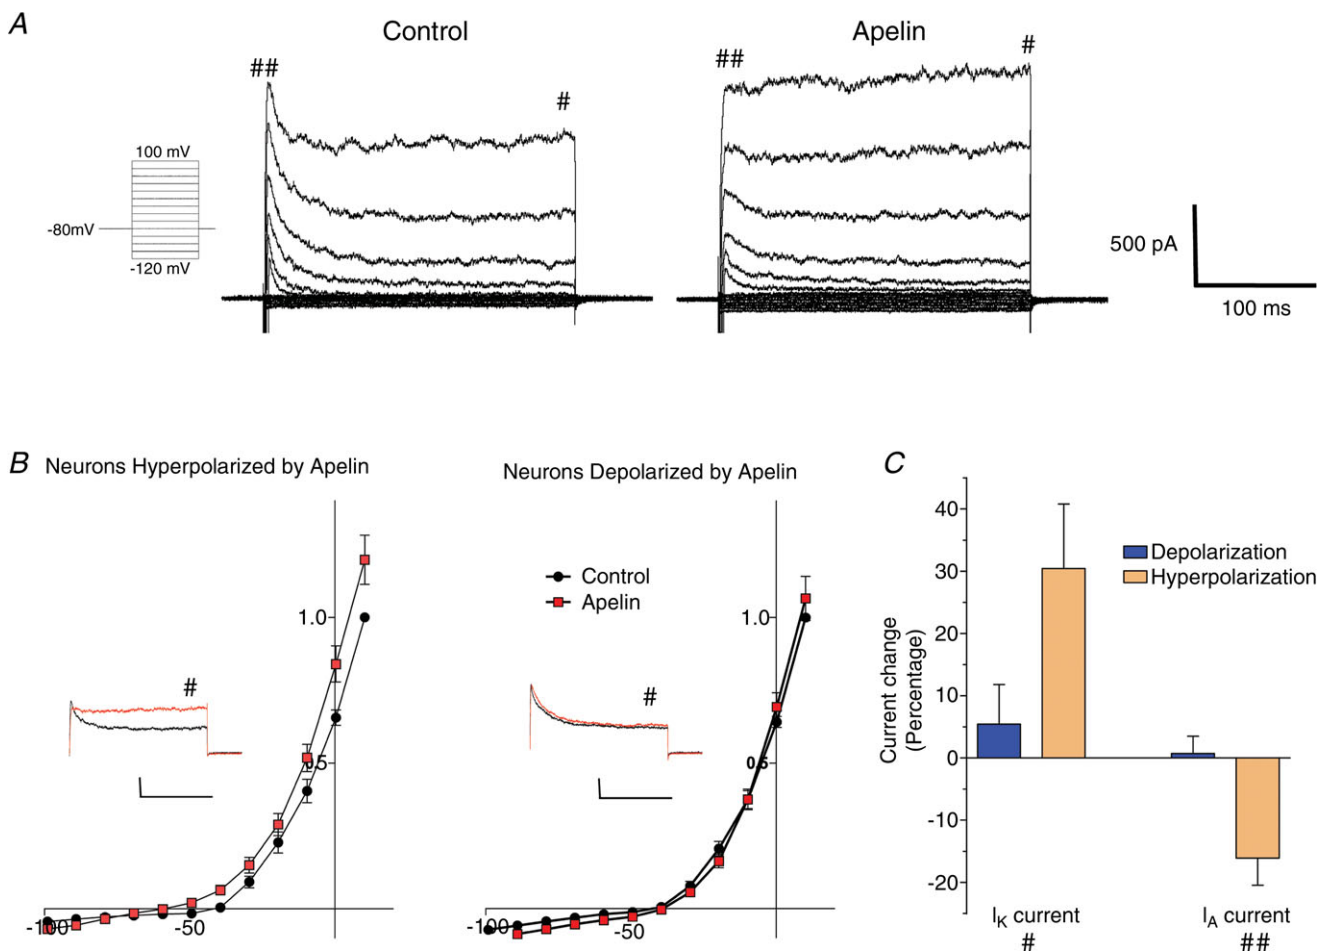 A
Control
Apelin
##
#
##
#
100 mV
-80mV
-120 mV
500 pA
100 ms
B
Neurons Hyperpolarized by Apelin
Neurons Depolarized by Apelin
C
Control
Apelin
1.0
0.5
-100
-50
#
1.0
0.5
-100
-50
#
Current change
(Percentage)
40
30
20
10
0
-10
-20
Depolarization
Hyperpolarization
IK current
#
IA current
##